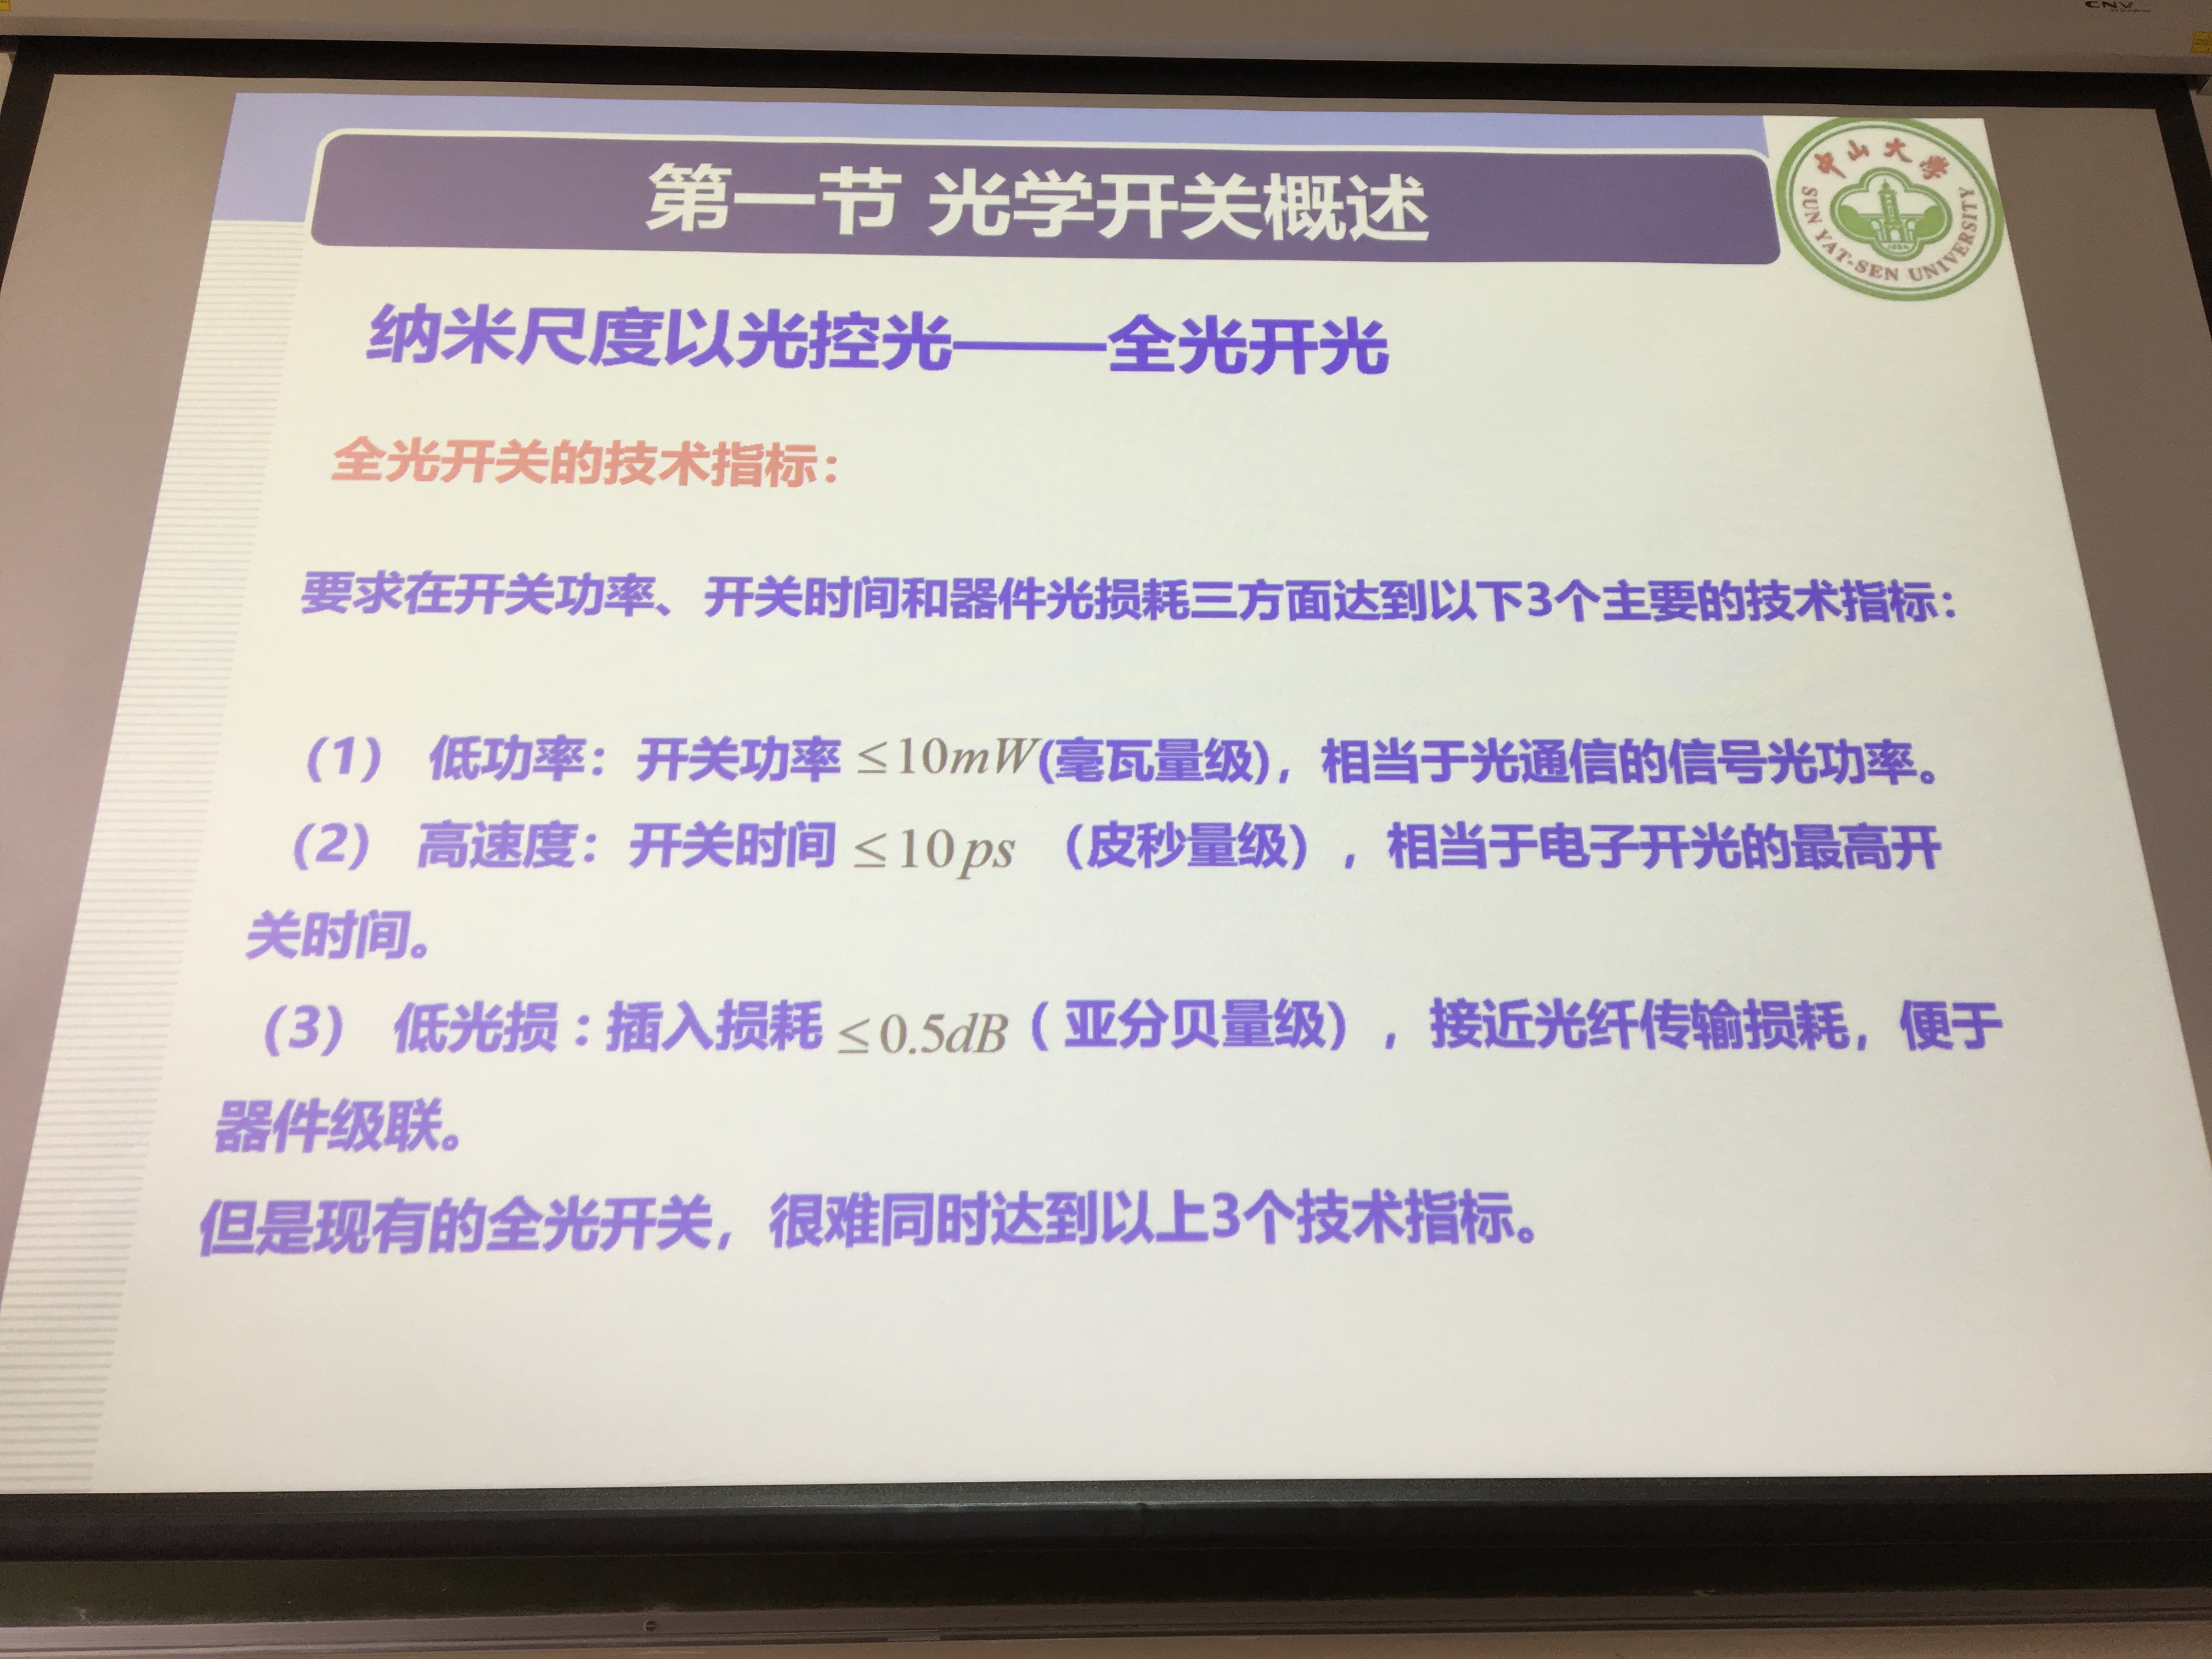 CNV
第一节 光学开关概述
中山大学
SUN YAT-SEN UNIVERSITY
1924
纳米尺度以光控光——全光开光
全光开关的技术指标：
要求在开关功率、开关时间和器件光损耗三方面达到以下3个主要的技术指标：
（1） 低功率：开关功率 ≤10mW(毫瓦量级)，相当于光通信的信号光功率。
（2） 高速度：开关时间 ≤10ps （皮秒量级），相当于电子开光的最高开
关时间。
（3） 低光损：插入损耗 ≤0.5dB（ 亚分贝量级），接近光纤传输损耗，便于
器件级联。
但是现有的全光开关，很难同时达到以上3个技术指标。